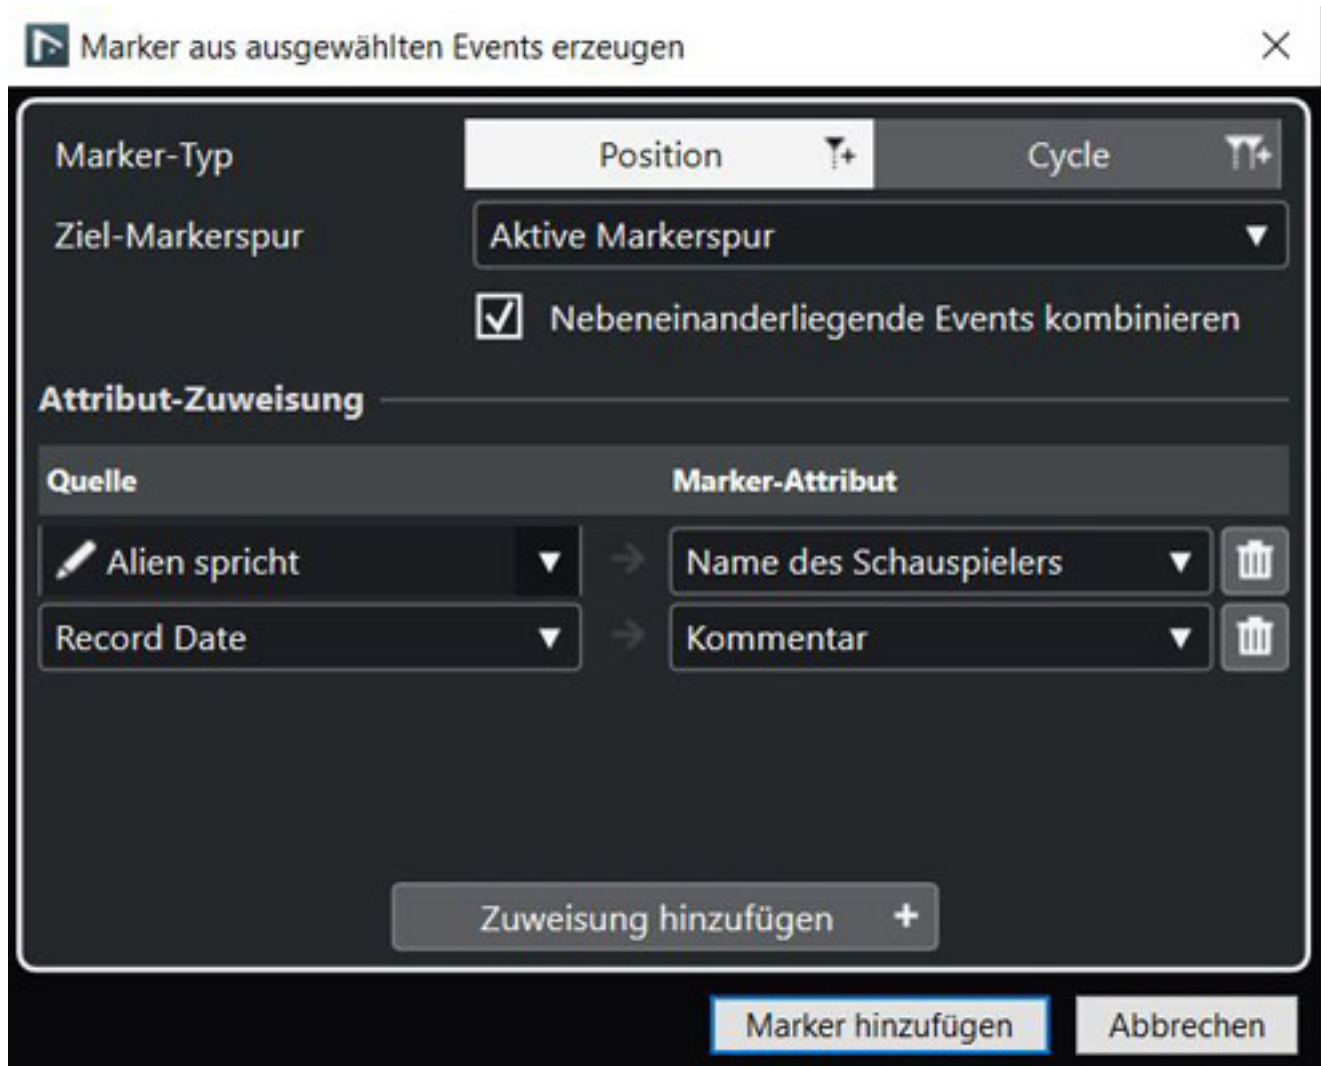 Marker aus ausgewählten Events erzeugen
Marker-Typ Position Cycle
Ziel-Markerspur Aktive Markerspur
Nebeneinanderliegende Events kombinieren
Attribut-Zuweisung
Quelle Marker-Attribut
Alien spricht Name des Schauspielers
Record Date Kommentar
Zuweisung hinzufügen +
Marker hinzufügen Abbrechen